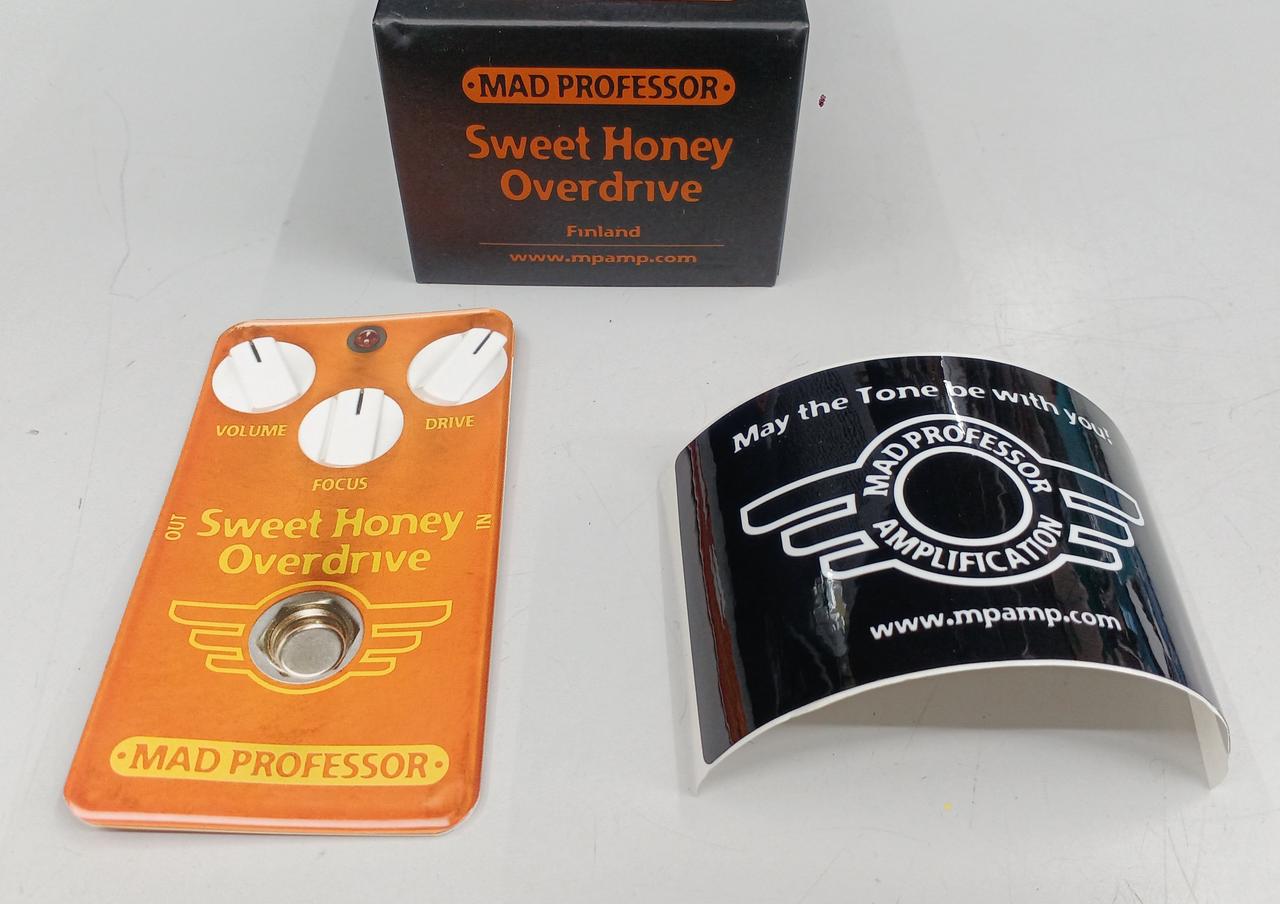 MAD PROFESSOR
Sweet Honey
Overdrive
Finland
www.mpamp.com
VOLUME
DRIVE
FOCUS
OUT
Sweet Honey
IN
Overdrive
MAD PROFESSOR
May the Tone be with you!
MAD PROFESSOR
AMPLIFICATION
www.mpamp.com